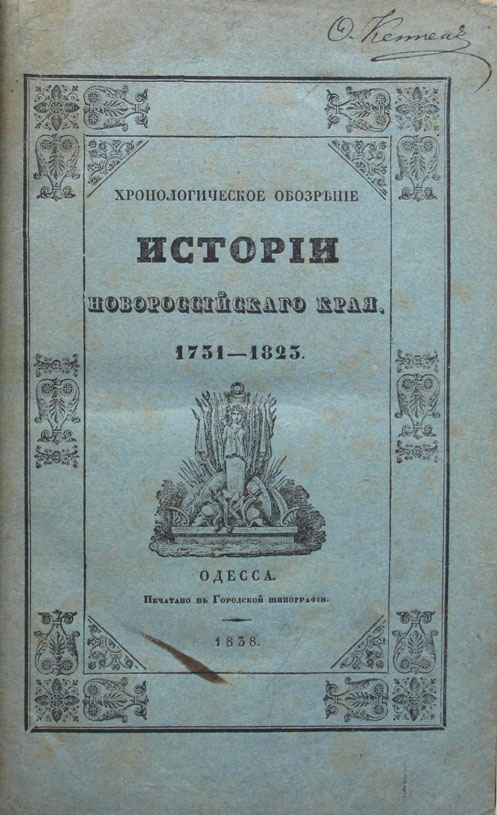 ХРОНОЛОГИЧЕСКОЕ ОБОЗРѢНІЕ
ИСТОРІИ
НОВОРОССІЙСКАГО КРАЯ,
1731—1823.
ОДЕССА.
Печатано въ Городской типографіи.
1838.